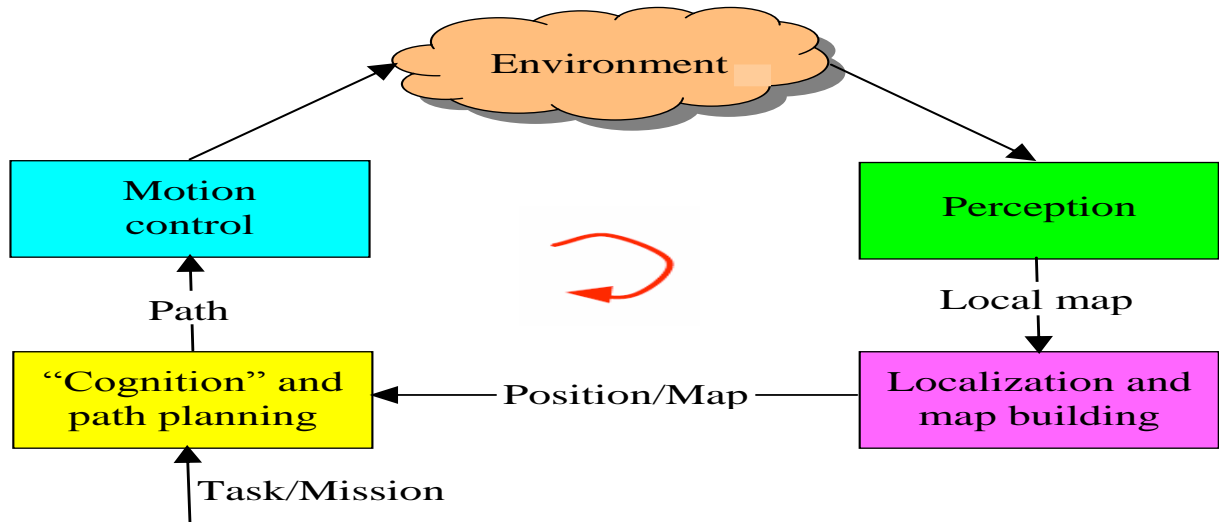 Environment
Motion
control
Perception
Path
Local map
“Cognition” and
path planning
Position/Map
Localization and
map building
Task/Mission